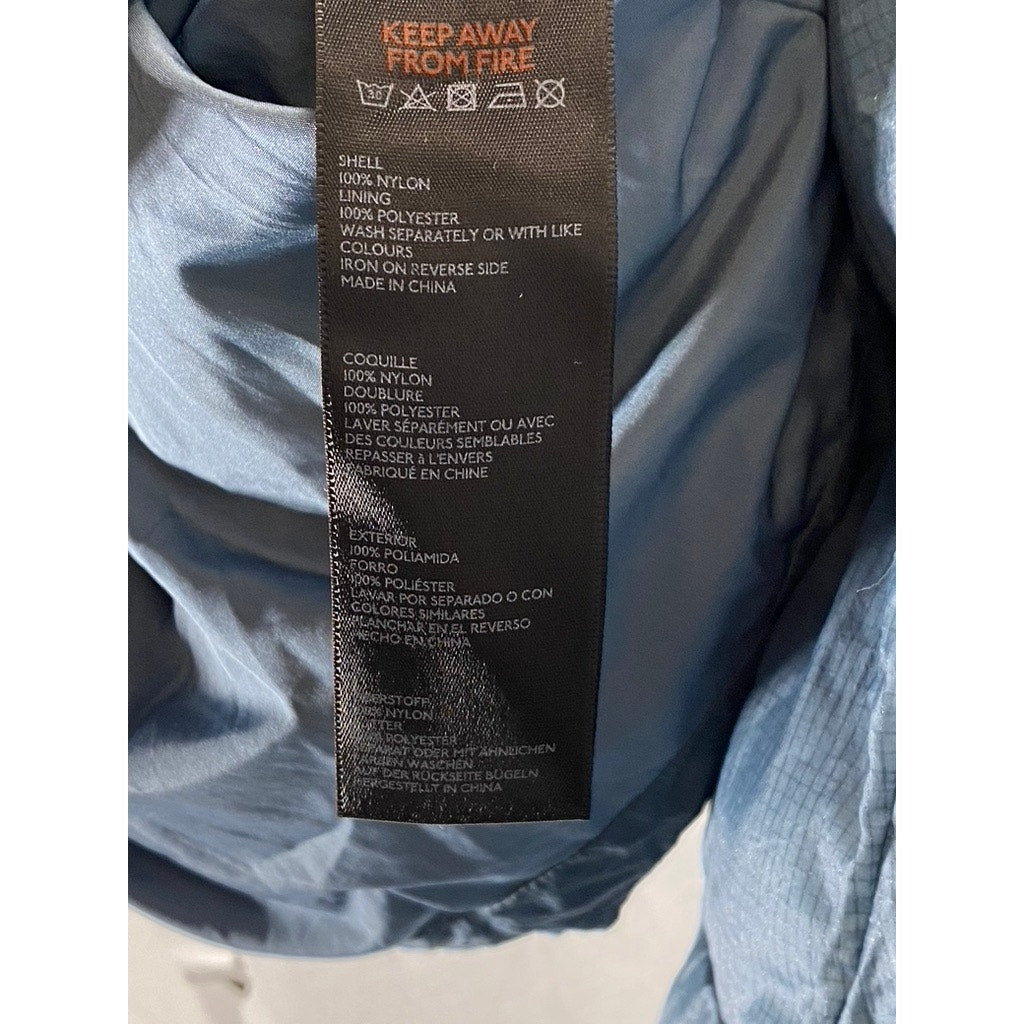 KEEP AWAY
FROM FIRE
30
SHELL
100% NYLON
LINING
100% POLYESTER
WASH SEPARATELY OR WITH LIKE
COLOURS
IRON ON REVERSE SIDE
MADE IN CHINA
COQUILLE
100% NYLON
DOUBLURE
100% POLYESTER
LAVER SÉPARÉMENT OU AVEC
DES COULEURS SEMBLABLES
REPASSER à L'ENVERS
FABRIQUÉ EN CHINE
EXTERIOR
100% POLIAMIDA
FORRO
100% POLIÉSTER
LAVAR POR SEPARADO O CON
COLORES SIMILARES
PLANCHAR EN EL REVERSO
HECHO EN CHINA
NYLON
POLYESTER
ODER MIT ÄHNLICHEN
WASCHEN
AUF DER RÜCKSEITE BÜGELN
HERGESTELLT IN CHINA